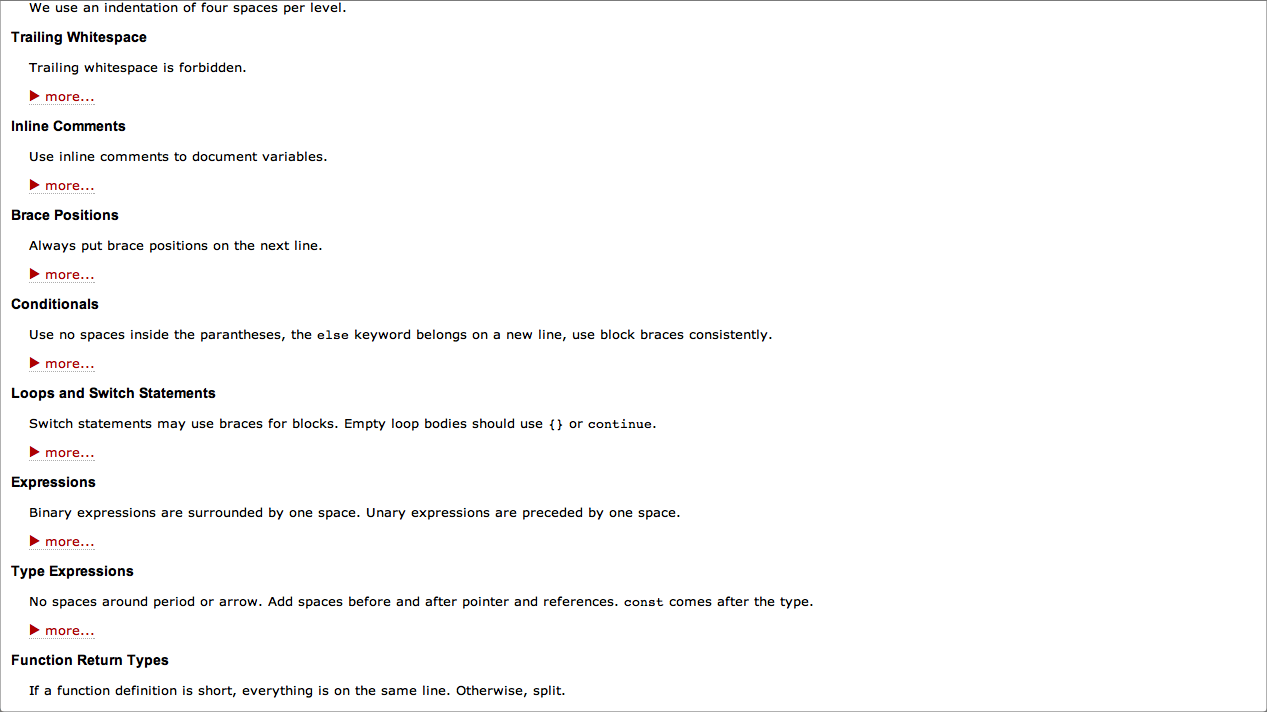 We use an indentation of four spaces per level.
Trailing Whitespace
Trailing whitespace is forbidden.
▶ more...
Inline Comments
Use inline comments to document variables.
▶ more...
Brace Positions
Always put brace positions on the next line.
▶ more...
Conditionals
Use no spaces inside the parantheses, the else keyword belongs on a new line, use block braces consistently.
▶ more...
Loops and Switch Statements
Switch statements may use braces for blocks. Empty loop bodies should use {} or continue.
▶ more...
Expressions
Binary expressions are surrounded by one space. Unary expressions are preceded by one space.
▶ more...
Type Expressions
No spaces around period or arrow. Add spaces before and after pointer and references. const comes after the type.
▶ more...
Function Return Types
If a function definition is short, everything is on the same line. Otherwise, split.